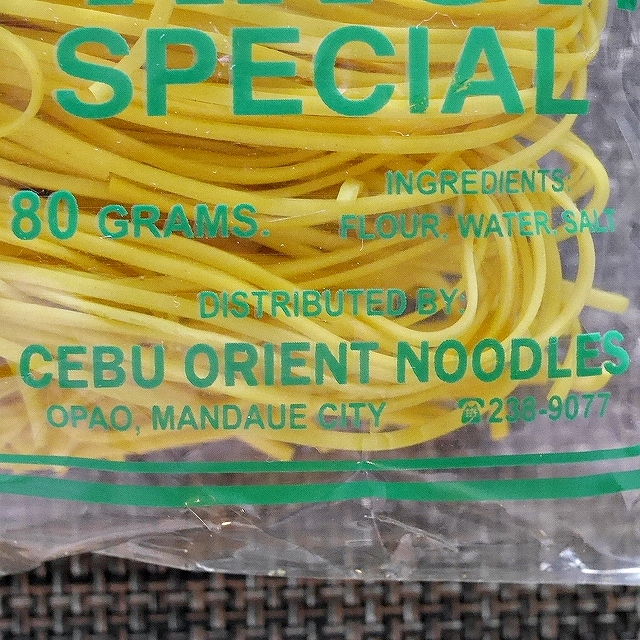 SPECIAL
80 GRAMS.
INGREDIENTS:
FLOUR, WATER, SALT
DISTRIBUTED BY:
CEBU ORIENT NOODLES
OPAO, MANDAUE CITY ☎238-9077